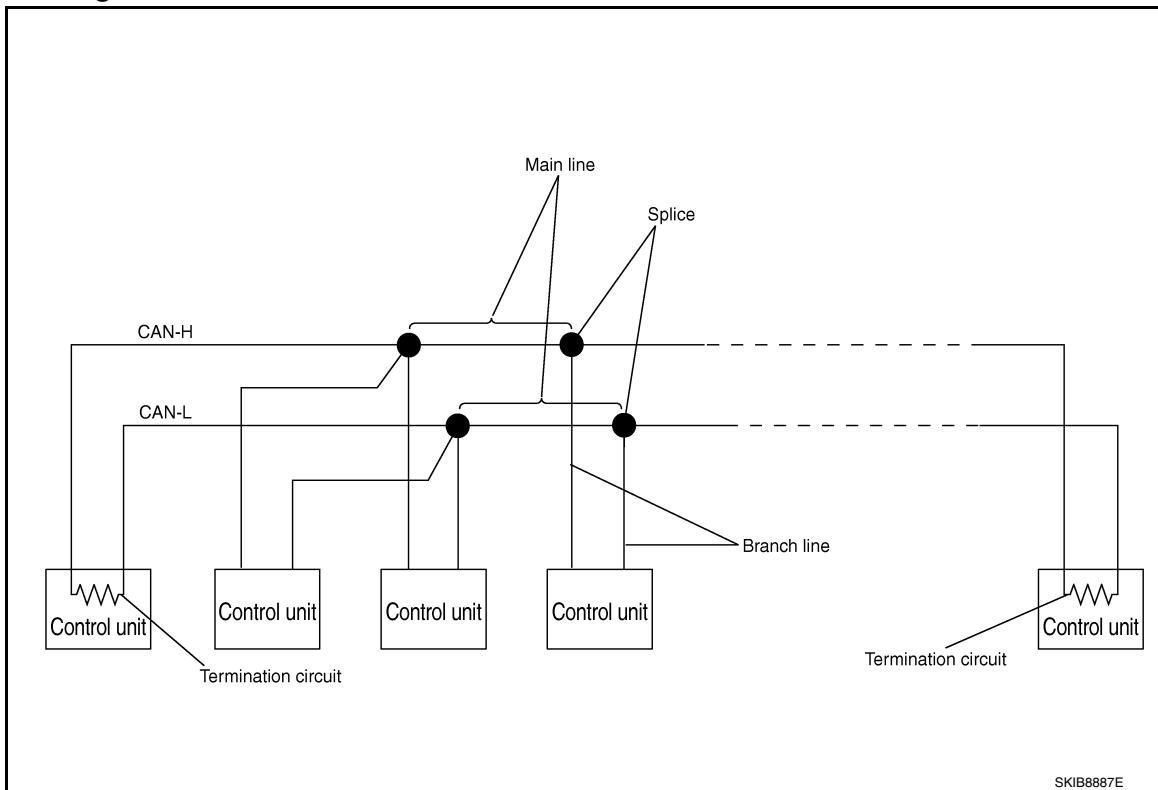 Main line
Splice
CAN-H
CAN-L
Branch line
Control unit
Control unit
Control unit
Control unit
Control unit
Termination circuit
Termination circuit
SKIB8887E